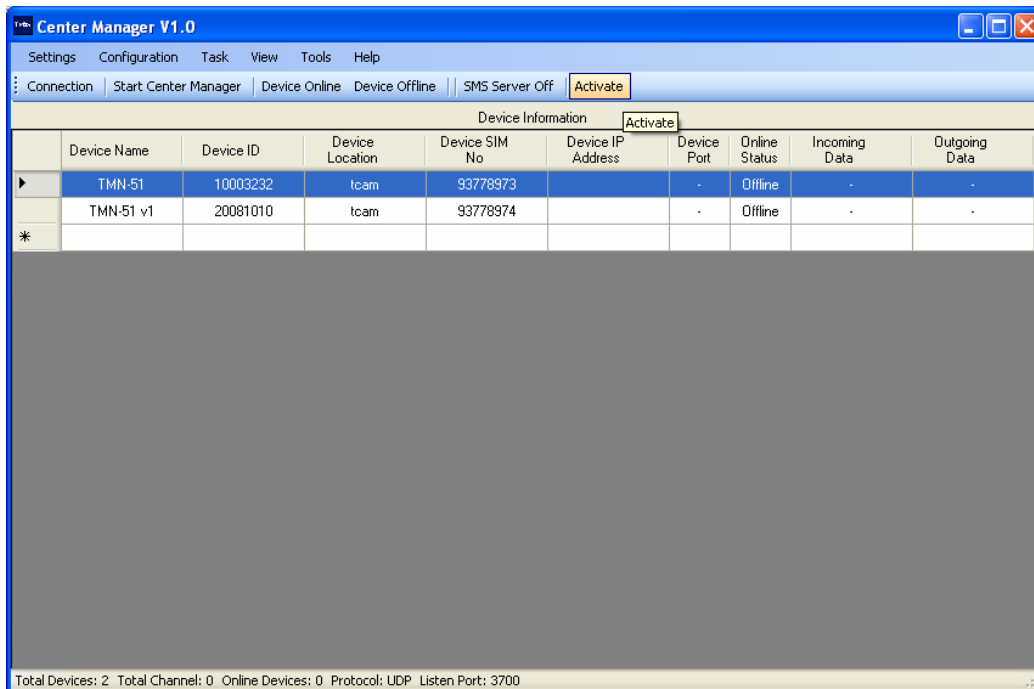 Center Manager V1.0
Settings Configuration Task View Tools Help
Connection Start Center Manager Device Online Device Offline SMS Server Off Activate
Device Information
Activate
Device Name Device ID Device Location Device SIM No Device IP Address Device Port Online Status Incoming Data Outgoing Data
TMN-51 10003232 tcam 93778973 - Offline - -
TMN-51 v1 20081010 tcam 93778974 - Offline - -
Total Devices: 2 Total Channel: 0 Online Devices: 0 Protocol: UDP Listen Port: 3700